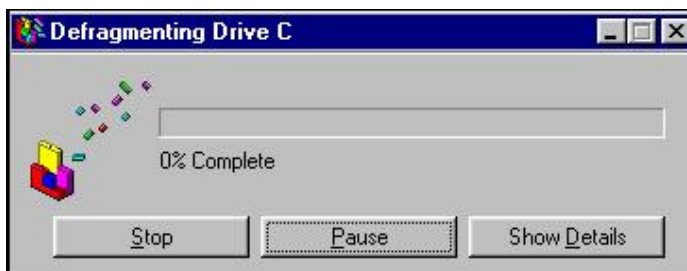 Defragmenting Drive C
0% Complete
Stop Pause Show Details